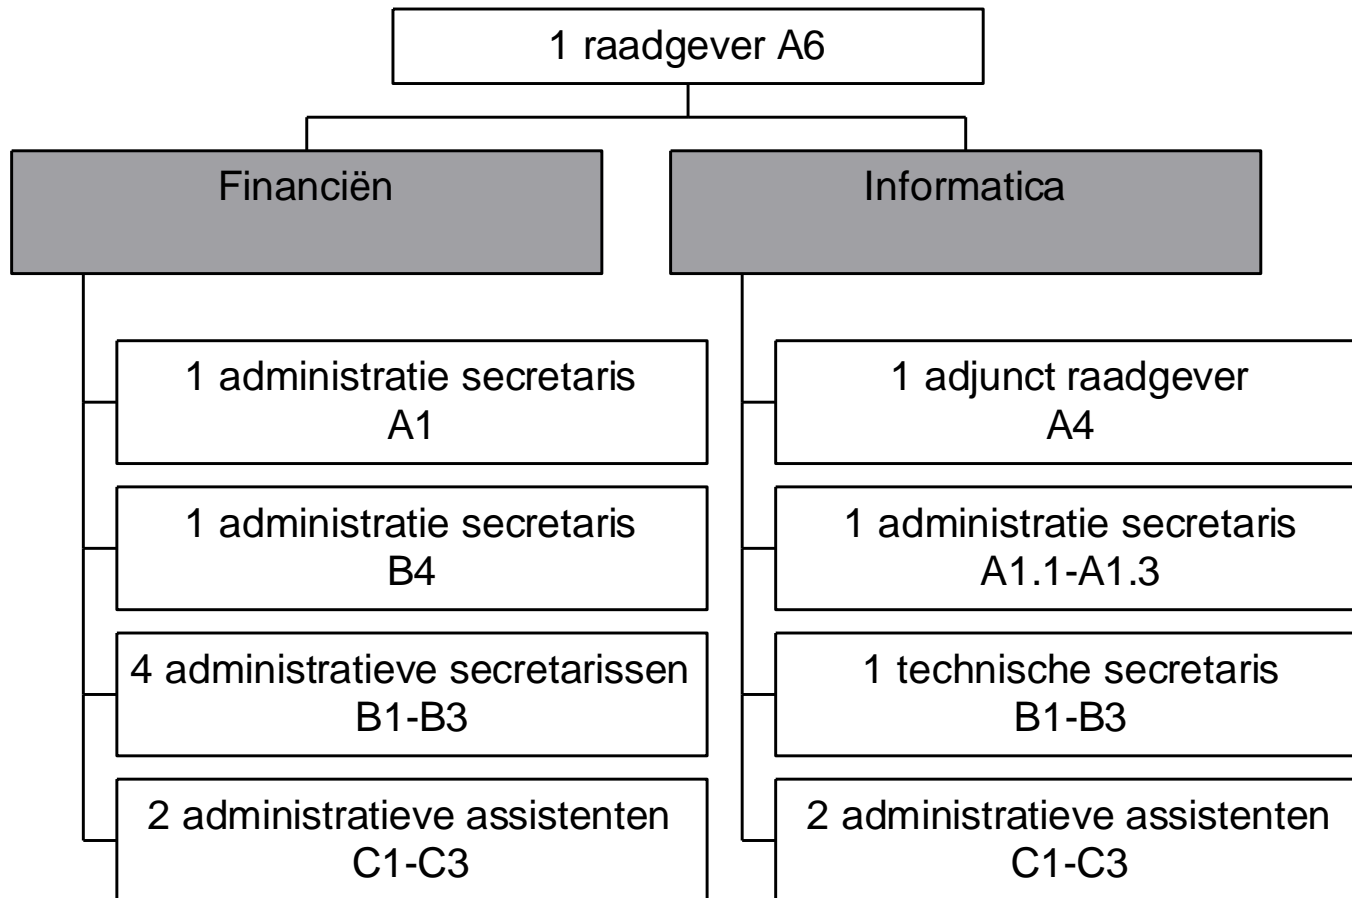 1 raadgever A6
Financiën
1 administratie secretaris
A1
1 administratie secretaris
B4
4 administratieve secretarissen
B1-B3
2 administratieve assistenten
C1-C3
Informatica
1 adjunct raadgever
A4
1 administratie secretaris
A1.1-A1.3
1 technische secretaris
B1-B3
2 administratieve assistenten
C1-C3